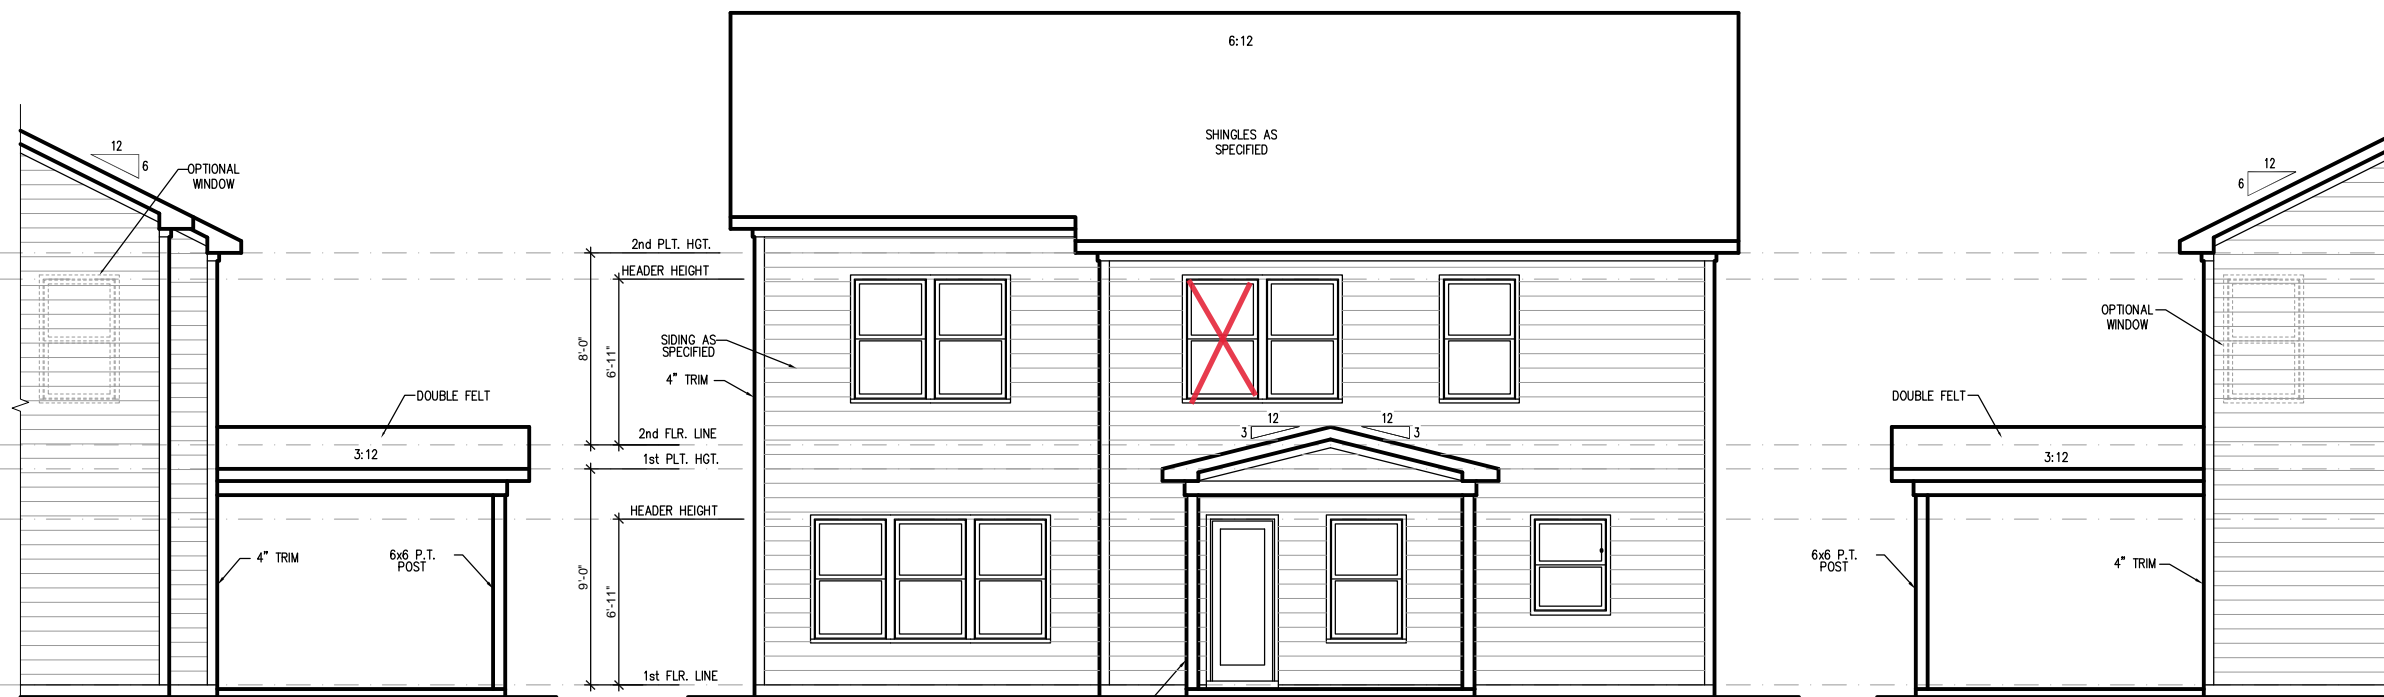 6:12
SHINGLES AS
SPECIFIED
12
6
OPTIONAL
WINDOW
12
6
2nd PLT. HGT.
HEADER HEIGHT
8'-0"
6'-11"
SIDING AS
SPECIFIED
4" TRIM
OPTIONAL
WINDOW
DOUBLE FELT
3:12
2nd FLR. LINE
1st PLT. HGT.
12
3
12
3
DOUBLE FELT
3:12
HEADER HEIGHT
9'-0"
6'-11"
4" TRIM
6x6 P.T.
POST
6x6 P.T.
POST
4" TRIM
1st FLR. LINE